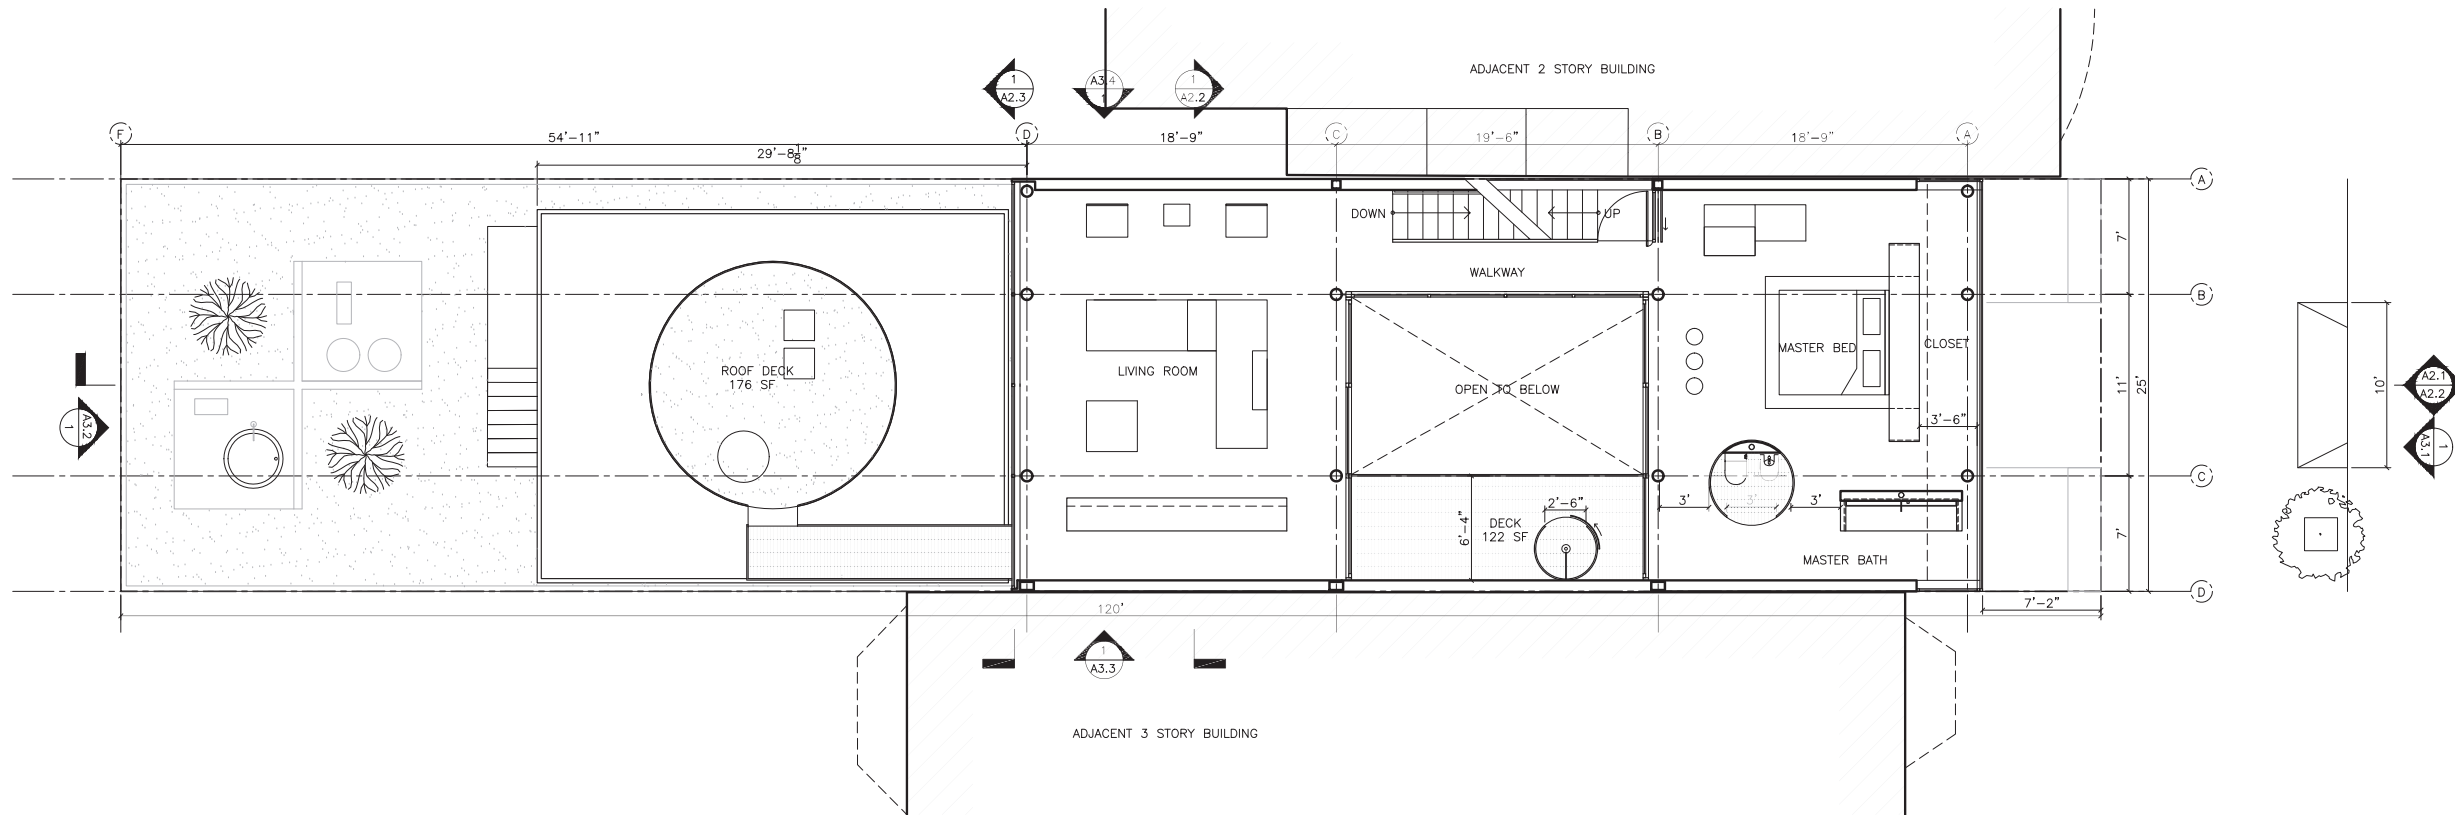 ADJACENT 2 STORY BUILDING
1
A2.3
A3.4
1
1
A2.2
F
D
C
B
A
54'-11"
18'-9"
19'-6"
18'-9"
29'-8 1/8"
A
DOWN
UP
7'
WALKWAY
B
MASTER BED
CLOSET
ROOF DECK
176 SF
LIVING ROOM
OPEN TO BELOW
11'
25'
10'
A2.1
A2.2
3'-6"
A3.2
1
1
A3.1
C
3'
3'
3'
2'-6"
6'-4"
DECK
122 SF
7'
MASTER BATH
D
120'
7'-2"
1
A3.3
ADJACENT 3 STORY BUILDING